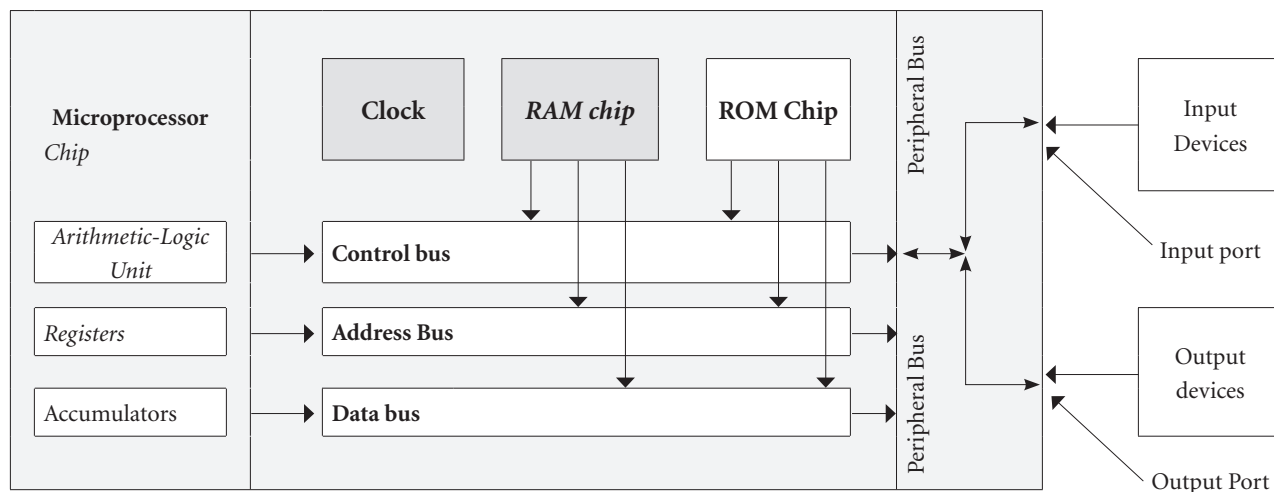 Microprocessor
Chip
Arithmetic-Logic
Unit
Registers
Accumulators
Clock
RAM chip
ROM Chip
Control bus
Address Bus
Data bus
Peripheral Bus
Peripheral Bus
Input
Devices
Input port
Output
devices
Output Port